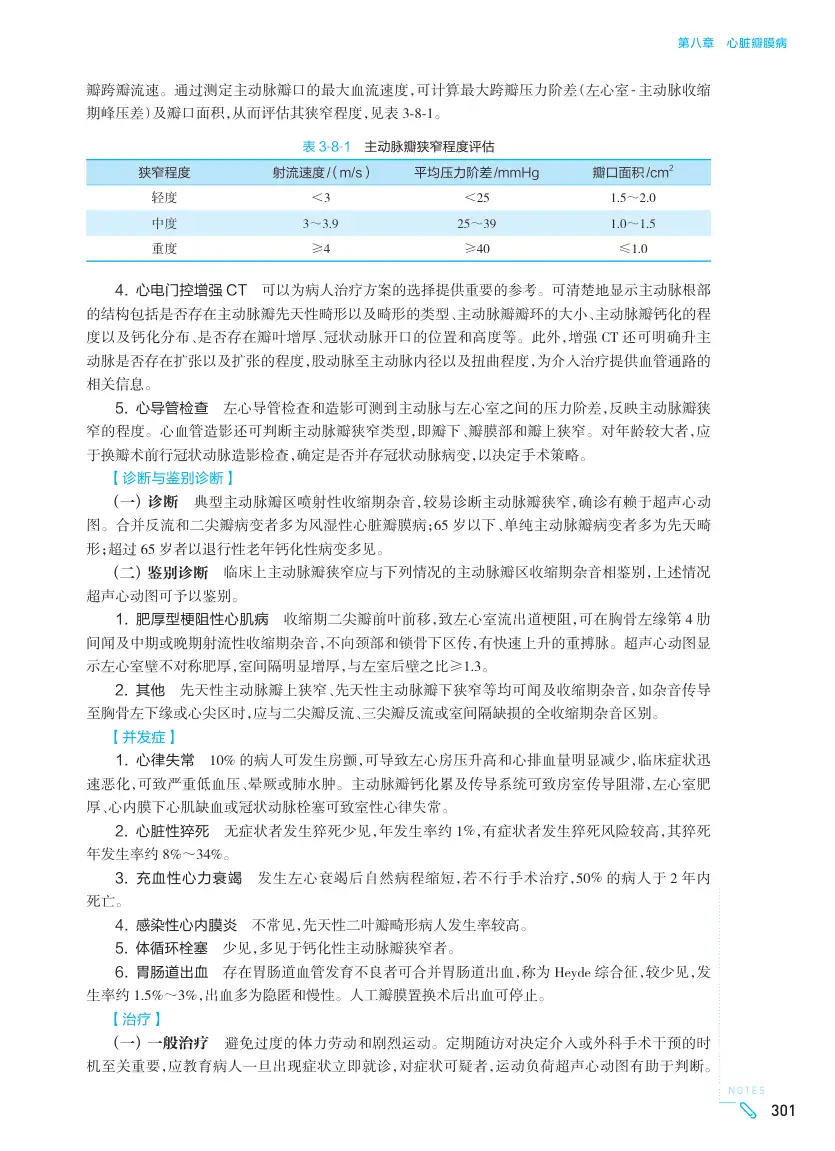 第八章 心脏瓣膜病
瓣跨瓣流速。通过测定主动脉瓣口的最大血流速度,可计算最大跨瓣压力阶差(左心室-主动脉收缩
期峰压差)及瓣口面积,从而评估其狭窄程度,见表 3-8-1。
表 3-8-1 主动脉瓣狭窄程度评估
狭窄程度 射流速度/(m/s) 平均压力阶差/mmHg 瓣口面积/cm²
轻度 <3 <25 1.5~2.0
中度 3~3.9 25~39 1.0~1.5
重度 ≥4 ≥40 ≤1.0
4. 心电门控增强 CT 可以为病人治疗方案的选择提供重要的参考。可清楚地显示主动脉根部
的结构包括是否存在主动脉瓣先天性畸形以及畸形的类型、主动脉瓣瓣环的大小、主动脉瓣钙化的程
度以及钙化分布、是否存在瓣叶增厚、冠状动脉开口的位置和高度等。此外,增强 CT 还可明确升主
动脉是否存在扩张以及扩张的程度,股动脉至主动脉内径以及扭曲程度,为介入治疗提供血管通路的
相关信息。
5. 心导管检查 左心导管检查和造影可测到主动脉与左心室之间的压力阶差,反映主动脉瓣狭
窄的程度。心血管造影还可判断主动脉瓣狭窄类型,即瓣下、瓣膜部和瓣上狭窄。对年龄较大者,应
于换瓣术前行冠状动脉造影检查,确定是否并存冠状动脉病变,以决定手术策略。
【诊断与鉴别诊断】
(一)诊断 典型主动脉瓣区喷射性收缩期杂音,较易诊断主动脉瓣狭窄,确诊有赖于超声心动
图。合并反流和二尖瓣病变者多为风湿性心脏瓣膜病;65 岁以下、单纯主动脉瓣病变者多为先天畸
形;超过 65 岁者以退行性老年钙化性病变多见。
(二)鉴别诊断 临床上主动脉瓣狭窄应与下列情况的主动脉瓣区收缩期杂音相鉴别,上述情况
超声心动图可予以鉴别。
1. 肥厚型梗阻性心肌病 收缩期二尖瓣前叶前移,致左心室流出道梗阻,可在胸骨左缘第 4 肋
间闻及中期或晚期射流性收缩期杂音,不向颈部和锁骨下区传,有快速上升的重搏脉。超声心动图显
示左心室壁不对称肥厚,室间隔明显增厚,与左室后壁之比≥1.3。
2. 其他 先天性主动脉瓣上狭窄、先天性主动脉瓣下狭窄等均可闻及收缩期杂音,如杂音传导
至胸骨左下缘或心尖区时,应与二尖瓣反流、三尖瓣反流或室间隔缺损的全收缩期杂音区别。
【并发症】
1. 心律失常 10% 的病人可发生房颤,可导致左心房压升高和心排血量明显减少,临床症状迅
速恶化,可致严重低血压、晕厥或肺水肿。主动脉瓣钙化累及传导系统可致房室传导阻滞,左心室肥
厚、心内膜下心肌缺血或冠状动脉栓塞可致室性心律失常。
2. 心脏性猝死 无症状者发生猝死少见,年发生率约 1%,有症状者发生猝死风险较高,其猝死
年发生率约 8%~34%。
3. 充血性心力衰竭 发生左心衰竭后自然病程缩短,若不行手术治疗,50% 的病人于 2 年内
死亡。
4. 感染性心内膜炎 不常见,先天性二叶瓣畸形病人发生率较高。
5. 体循环栓塞 少见,多见于钙化性主动脉瓣狭窄者。
6. 胃肠道出血 存在胃肠道血管发育不良者可合并胃肠道出血,称为 Heyde 综合征,较少见,发
生率约 1.5%~3%,出血多为隐匿和慢性。人工瓣膜置换术后出血可停止。
【治疗】
(一)一般治疗 避免过度的体力劳动和剧烈运动。定期随访对决定介入或外科手术干预的时
机至关重要,应教育病人一旦出现症状立即就诊,对症状可疑者,运动负荷超声心动图有助于判断。
NOTES
301